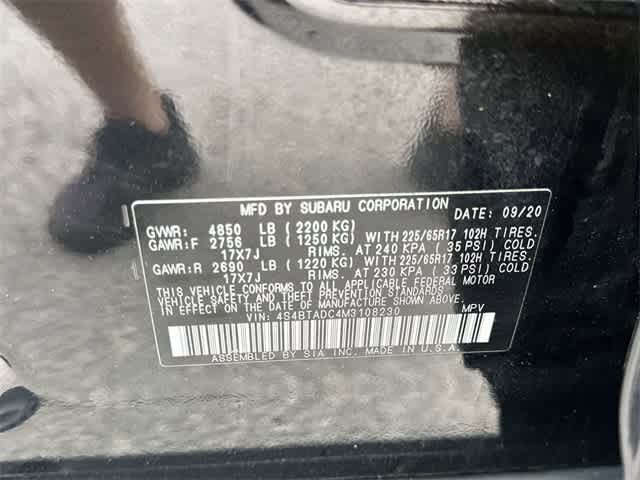 MFD BY SUBARU CORPORATION DATE: 09/20
GVWR: 4850 LB ( 2200 KG)
GAWR:F 2756 LB ( 1250 KG) WITH 225/65R17 102H TIRES.
17X7J RIMS. AT 240 KPA ( 35 PSI) COLD
GAWR:R 2690 LB ( 1220 KG) WITH 225/65R17 102H TIRES.
17X7J RIMS. AT 230 KPA ( 33 PSI) COLD
THIS VEHICLE CONFORMS TO ALL APPLICABLE FEDERAL MOTOR
VEHICLE SAFETY AND THEFT PREVENTION STANDARDS
IN EFFECT ON THE DATE OF MANUFACTURE SHOWN ABOVE.
VIN: 4S4BTADC4M3108230 MPV
ASSEMBLED BY SIA INC. MADE IN U.S.A.